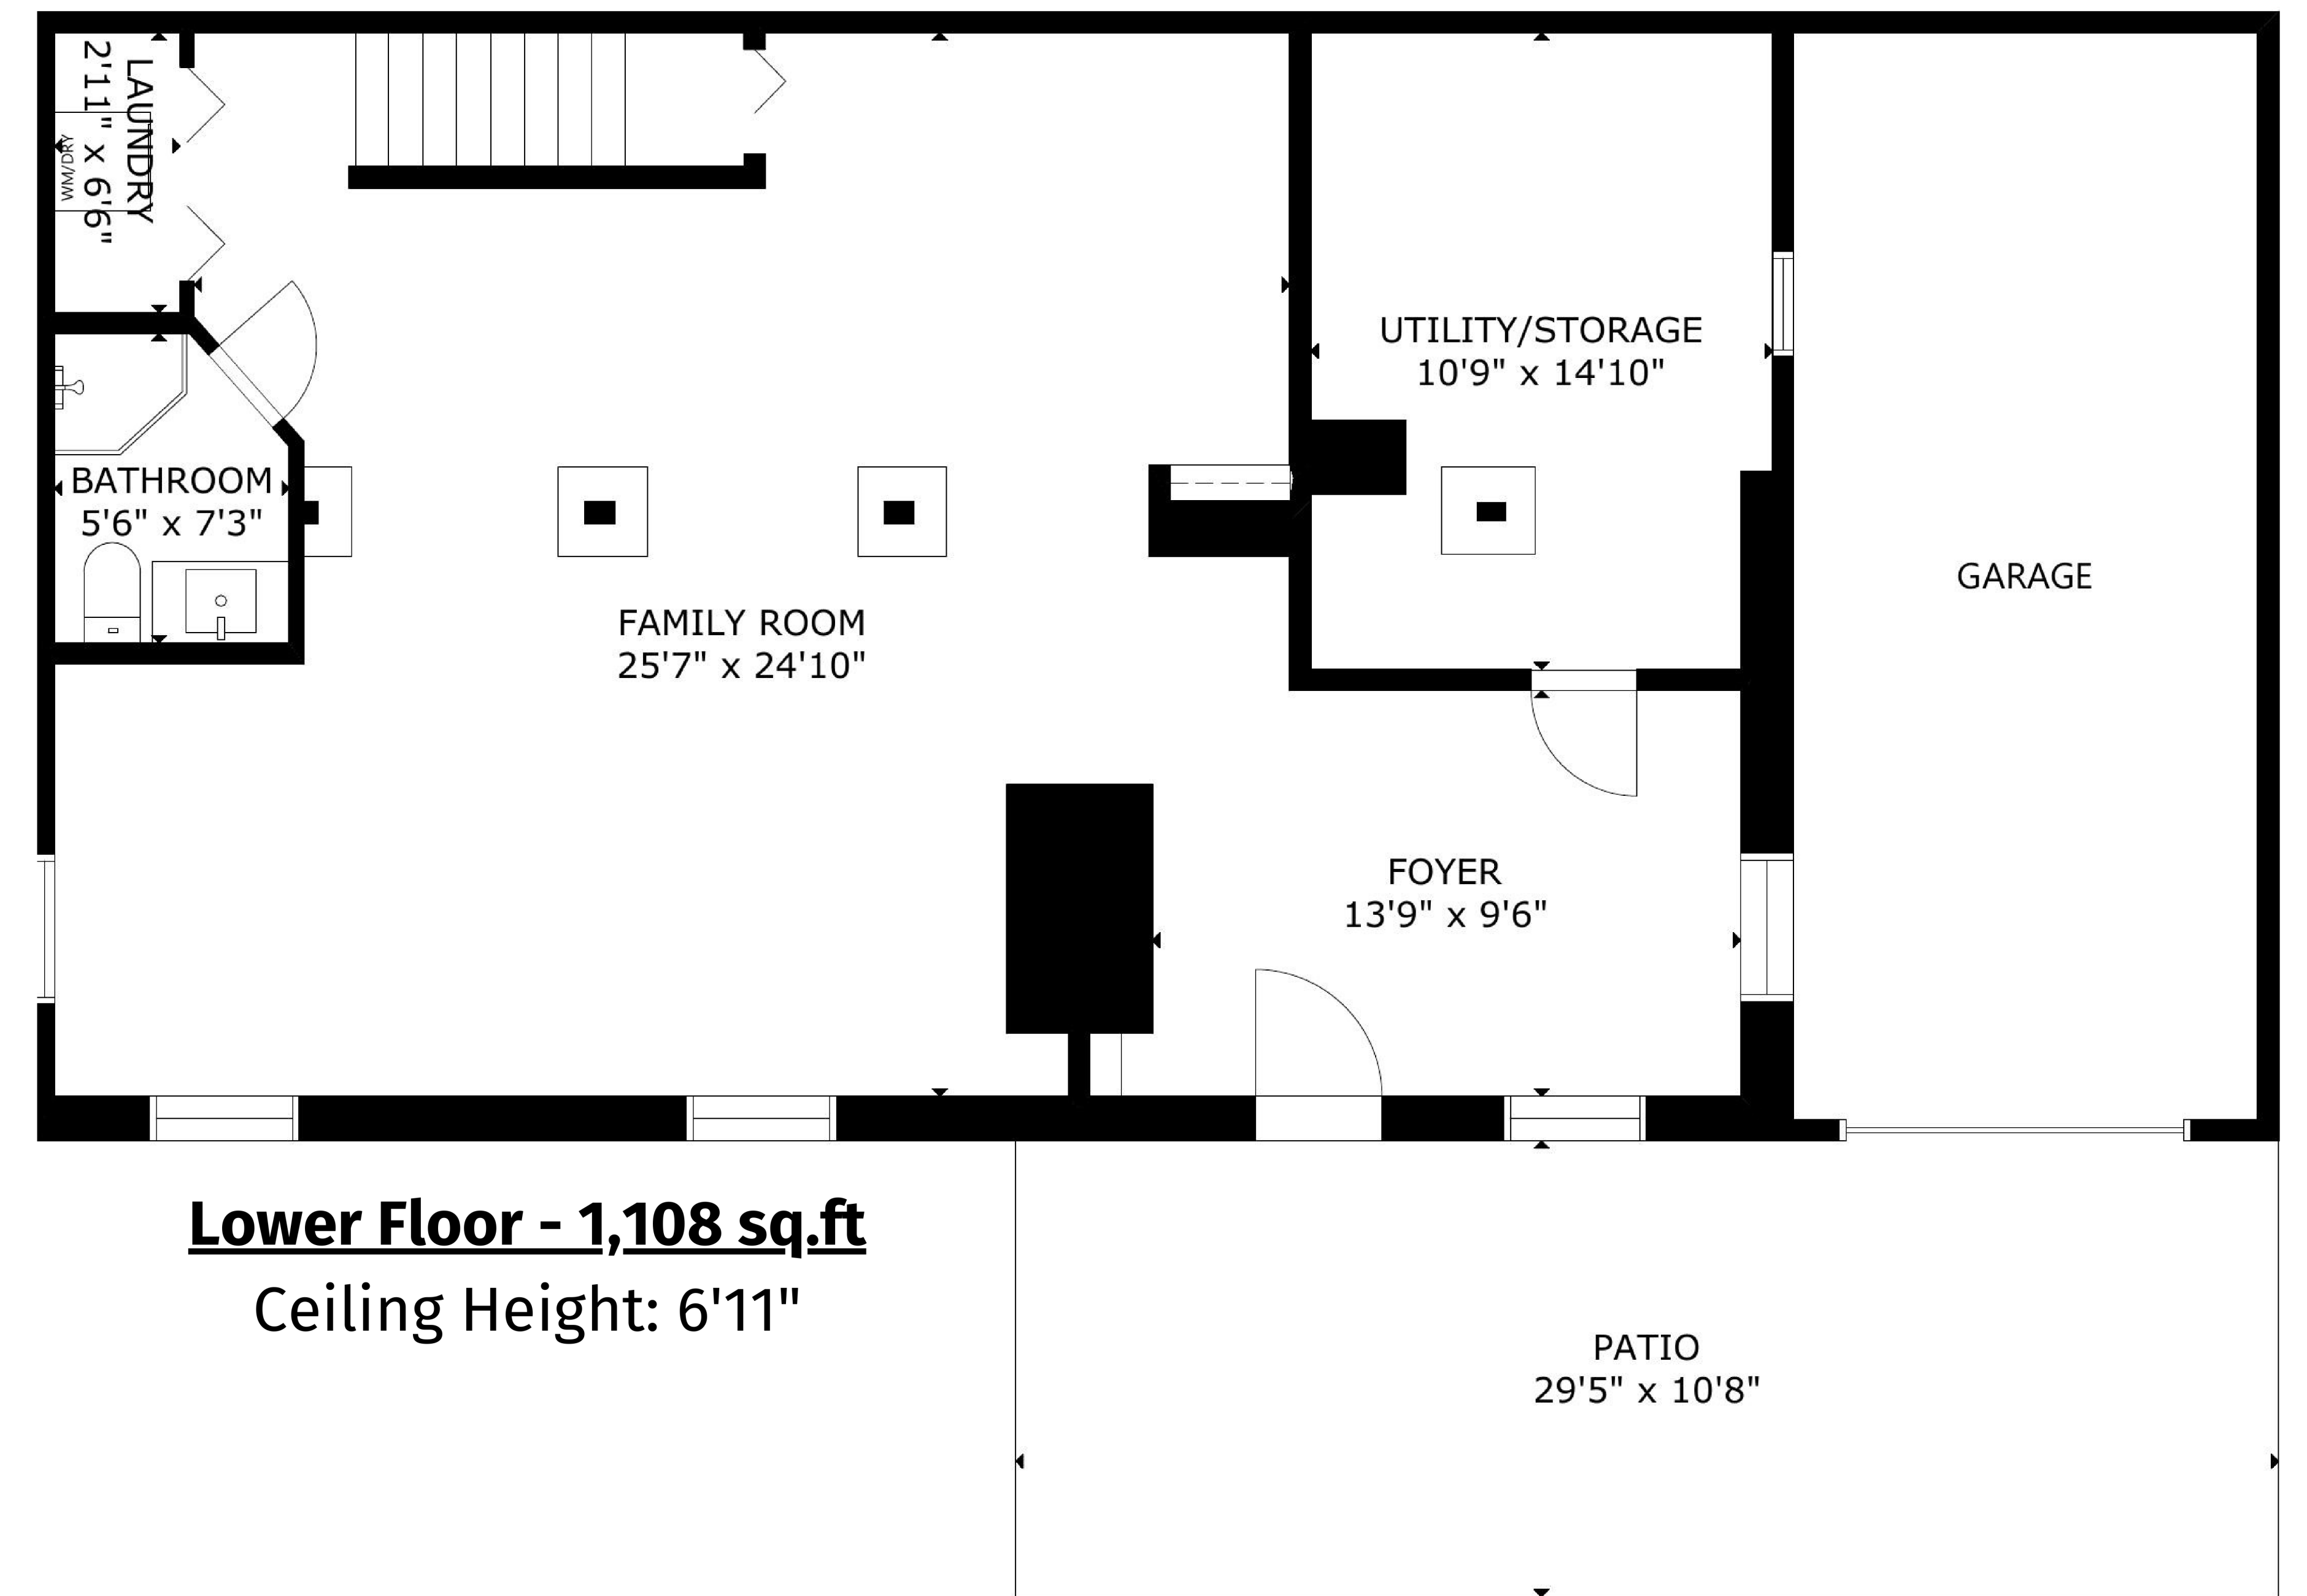 LAUNDRY
2'11" x 6'6"
WM/DRY
UTILITY/STORAGE
10'9" x 14'10"
BATHROOM
5'6" x 7'3"
GARAGE
FAMILY ROOM
25'7" x 24'10"
FOYER
13'9" x 9'6"
Lower Floor - 1,108 sq.ft
Ceiling Height: 6'11"
PATIO
29'5" x 10'8"